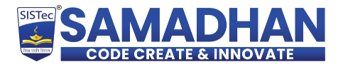 SISTec
®
SAMADHAN
CODE CREATE & INNOVATE